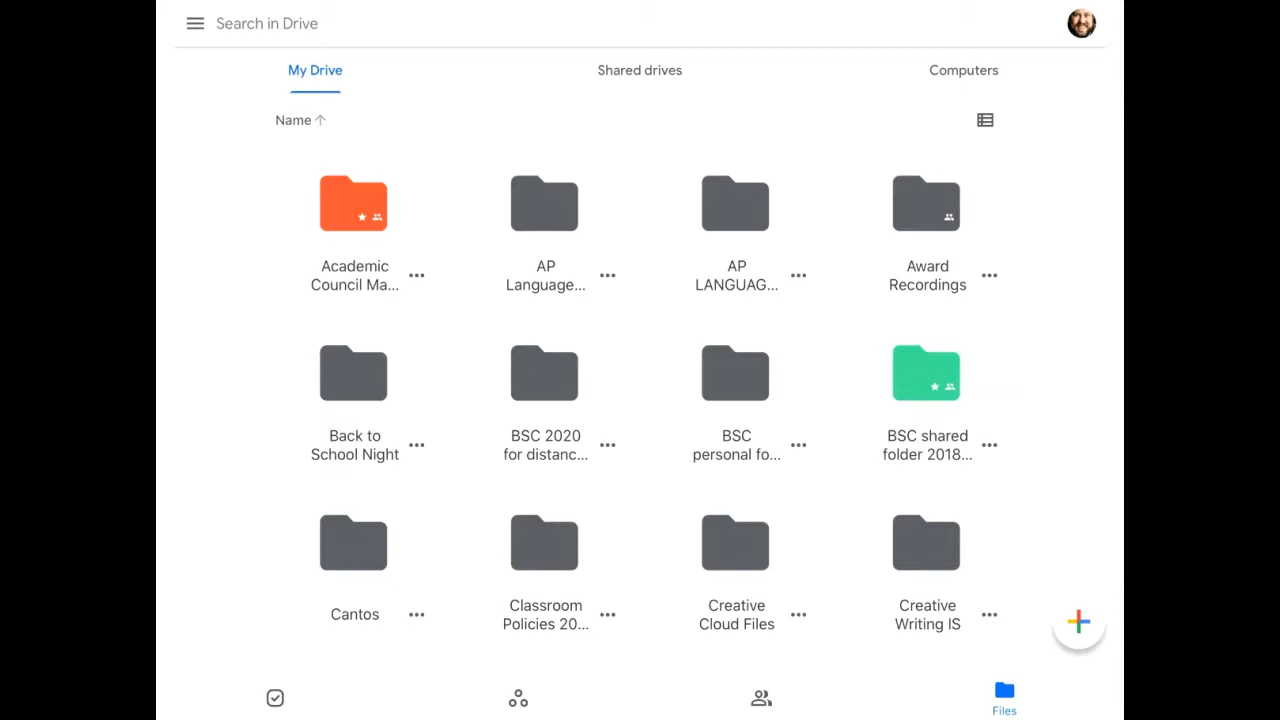 Search in Drive
My Drive
Shared drives
Computers
Name
Academic
Council Ma...
AP
Language...
AP
LANGUAG...
Award
Recordings
Back to
School Night
BSC 2020
for distanc...
BSC
personal fo...
BSC shared
folder 2018...
Cantos
Classroom
Policies 20...
Creative
Cloud Files
Creative
Writing IS
Files